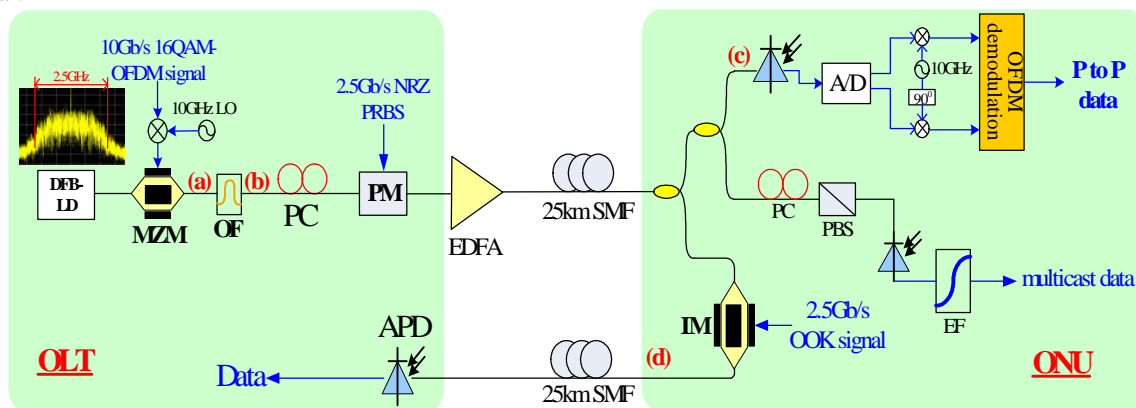 10Gb/s 16QAM-
OFDM signal
2.5GHz
10GHz LO
2.5Gb/s NRZ
PRBS
DFB-
LD
MZM
(a)
OF
(b)
PC
PM
EDFA
25km SMF
(c)
A/D
10GHz
90⁰
OFDM
demodulation
P to P
data
PC
PBS
EF
multicast data
IM
2.5Gb/s
OOK signal
(d)
25km SMF
APD
Data
OLT
ONU